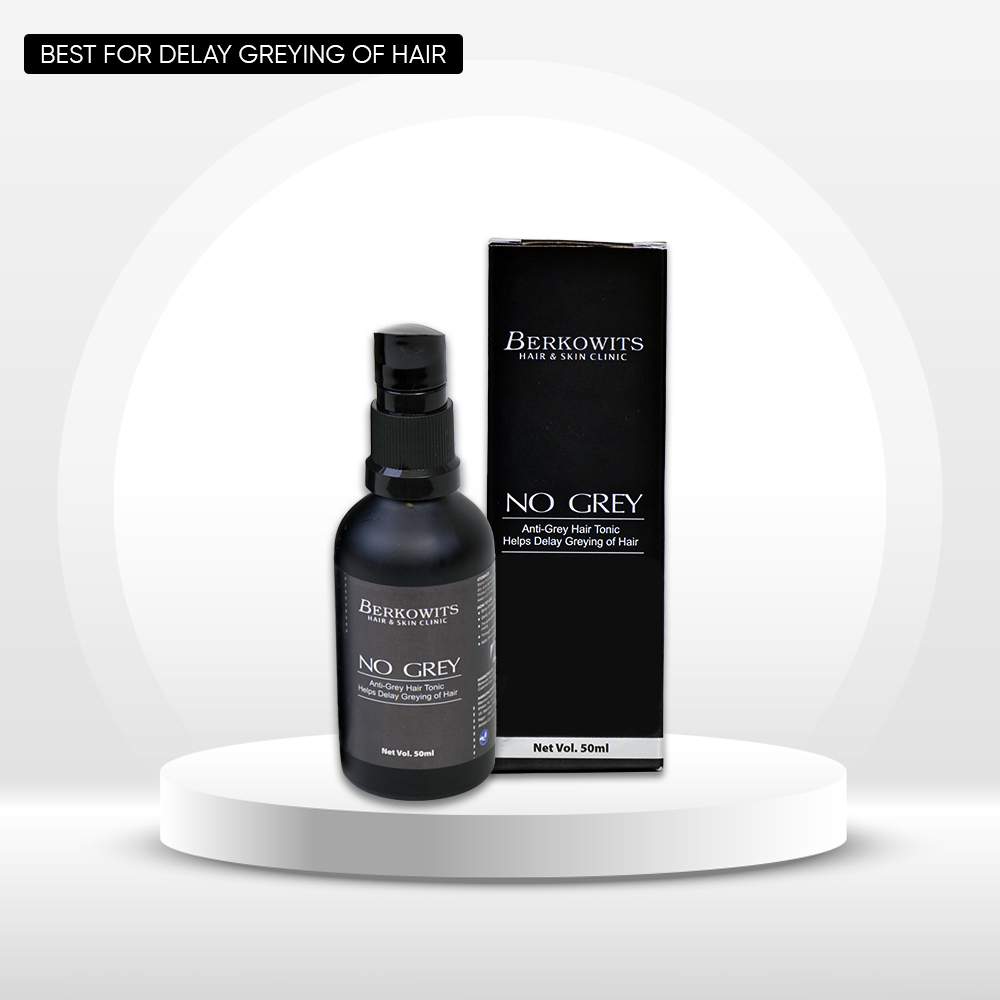 BEST FOR DELAY GREYING OF HAIR
BERKOWITS
HAIR & SKIN CLINIC
NO GREY
Anti-Grey Hair Tonic
Helps Delay Greying of Hair
Net Vol. 50ml
BERKOWITS
HAIR & SKIN CLINIC
NO GREY
Anti-Grey Hair Tonic
Helps Delay Greying of Hair
Net Vol. 50ml